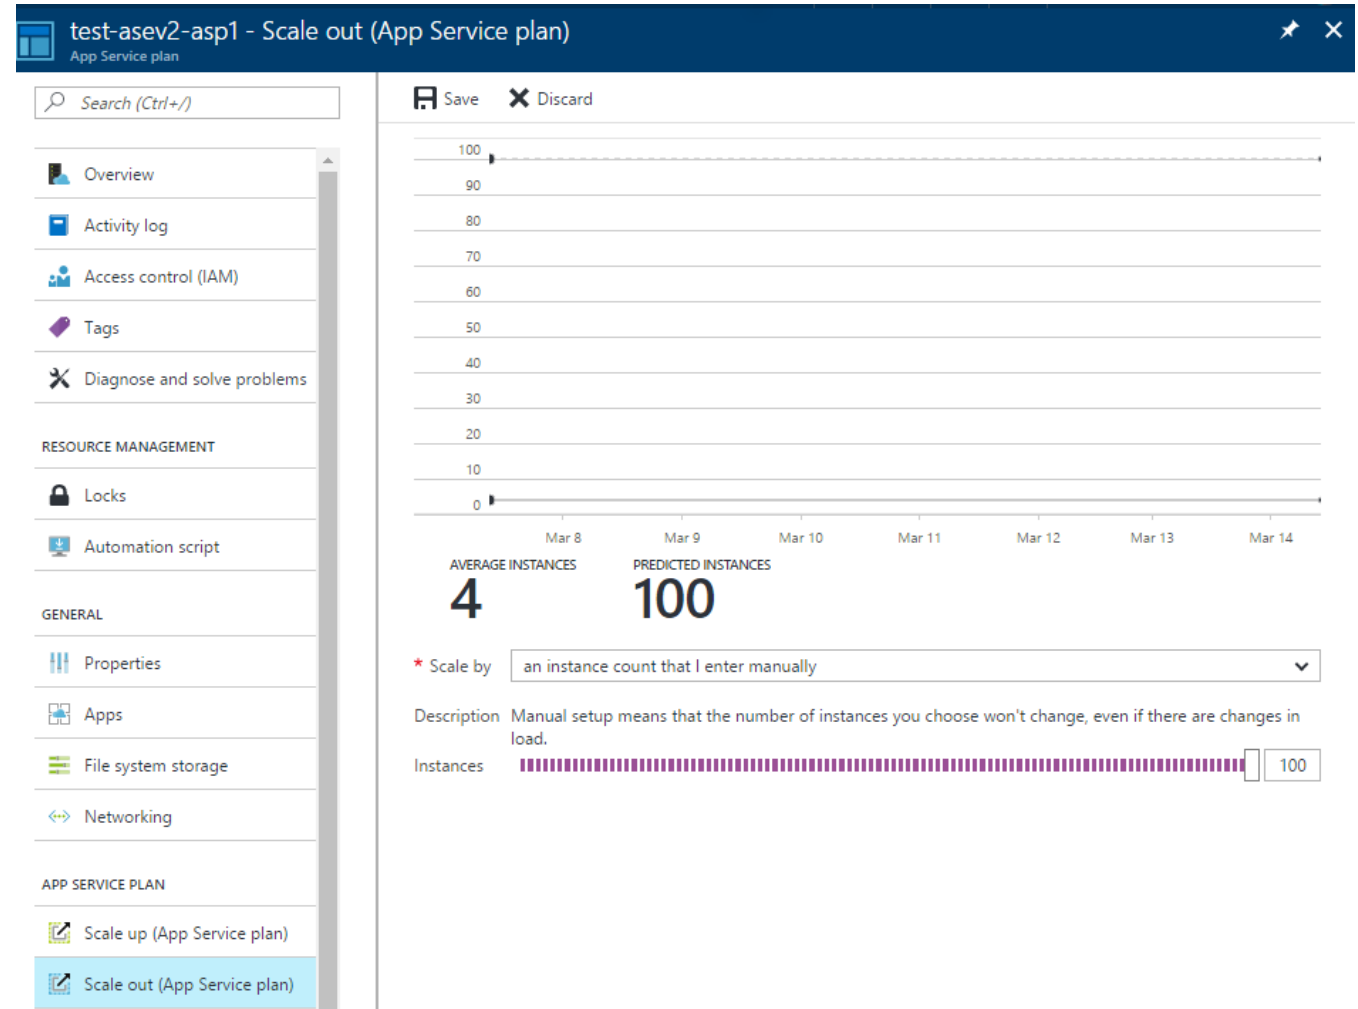 test-asev2-asp1 - Scale out (App Service plan)
App Service plan
Search (Ctrl+/)
Overview
Activity log
Access control (IAM)
Tags
Diagnose and solve problems
RESOURCE MANAGEMENT
Locks
Automation script
GENERAL
Properties
Apps
File system storage
Networking
APP SERVICE PLAN
Scale up (App Service plan)
Scale out (App Service plan)
Save Discard
100
90
80
70
60
50
40
30
20
10
0
Mar 8 Mar 9 Mar 10 Mar 11 Mar 12 Mar 13 Mar 14
AVERAGE INSTANCES PREDICTED INSTANCES
4 100
* Scale by an instance count that I enter manually
Description Manual setup means that the number of instances you choose won't change, even if there are changes in
load.
Instances 100